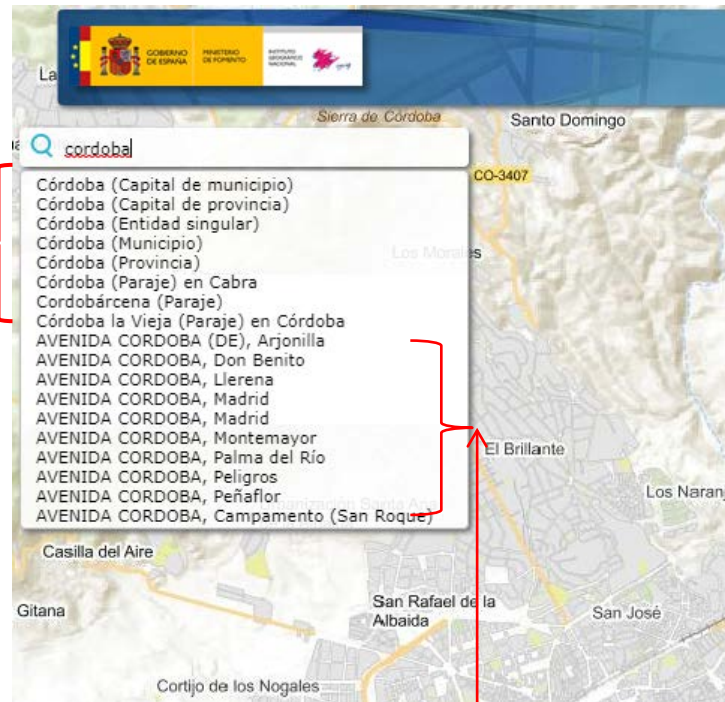 GOBIERNO
DE ESPAÑA
MINISTERIO
DE FOMENTO
INSTITUTO
GEOGRÁFICO
NACIONAL
La
Sierra de Córdoba
Santo Domingo
cordoba
CO-3407
Córdoba (Capital de municipio)
Córdoba (Capital de provincia)
Córdoba (Entidad singular)
Córdoba (Municipio)
Los Morales
Córdoba (Provincia)
Córdoba (Paraje) en Cabra
Cordobárcena (Paraje)
Córdoba la Vieja (Paraje) en Córdoba
AVENIDA CORDOBA (DE), Arjonilla
AVENIDA CORDOBA, Don Benito
AVENIDA CORDOBA, Llerena
AVENIDA CORDOBA, Madrid
AVENIDA CORDOBA, Madrid
AVENIDA CORDOBA, Montemayor
AVENIDA CORDOBA, Palma del Río
AVENIDA CORDOBA, Peligros
AVENIDA CORDOBA, Peñaflor
AVENIDA CORDOBA, Campamento (San Roque)
El Brillante
Los Naranj
Urbanización Santa Ana
Casilla del Aire
Gitana
San Rafael de la
Albaida
San José
Cortijo de los Nogales